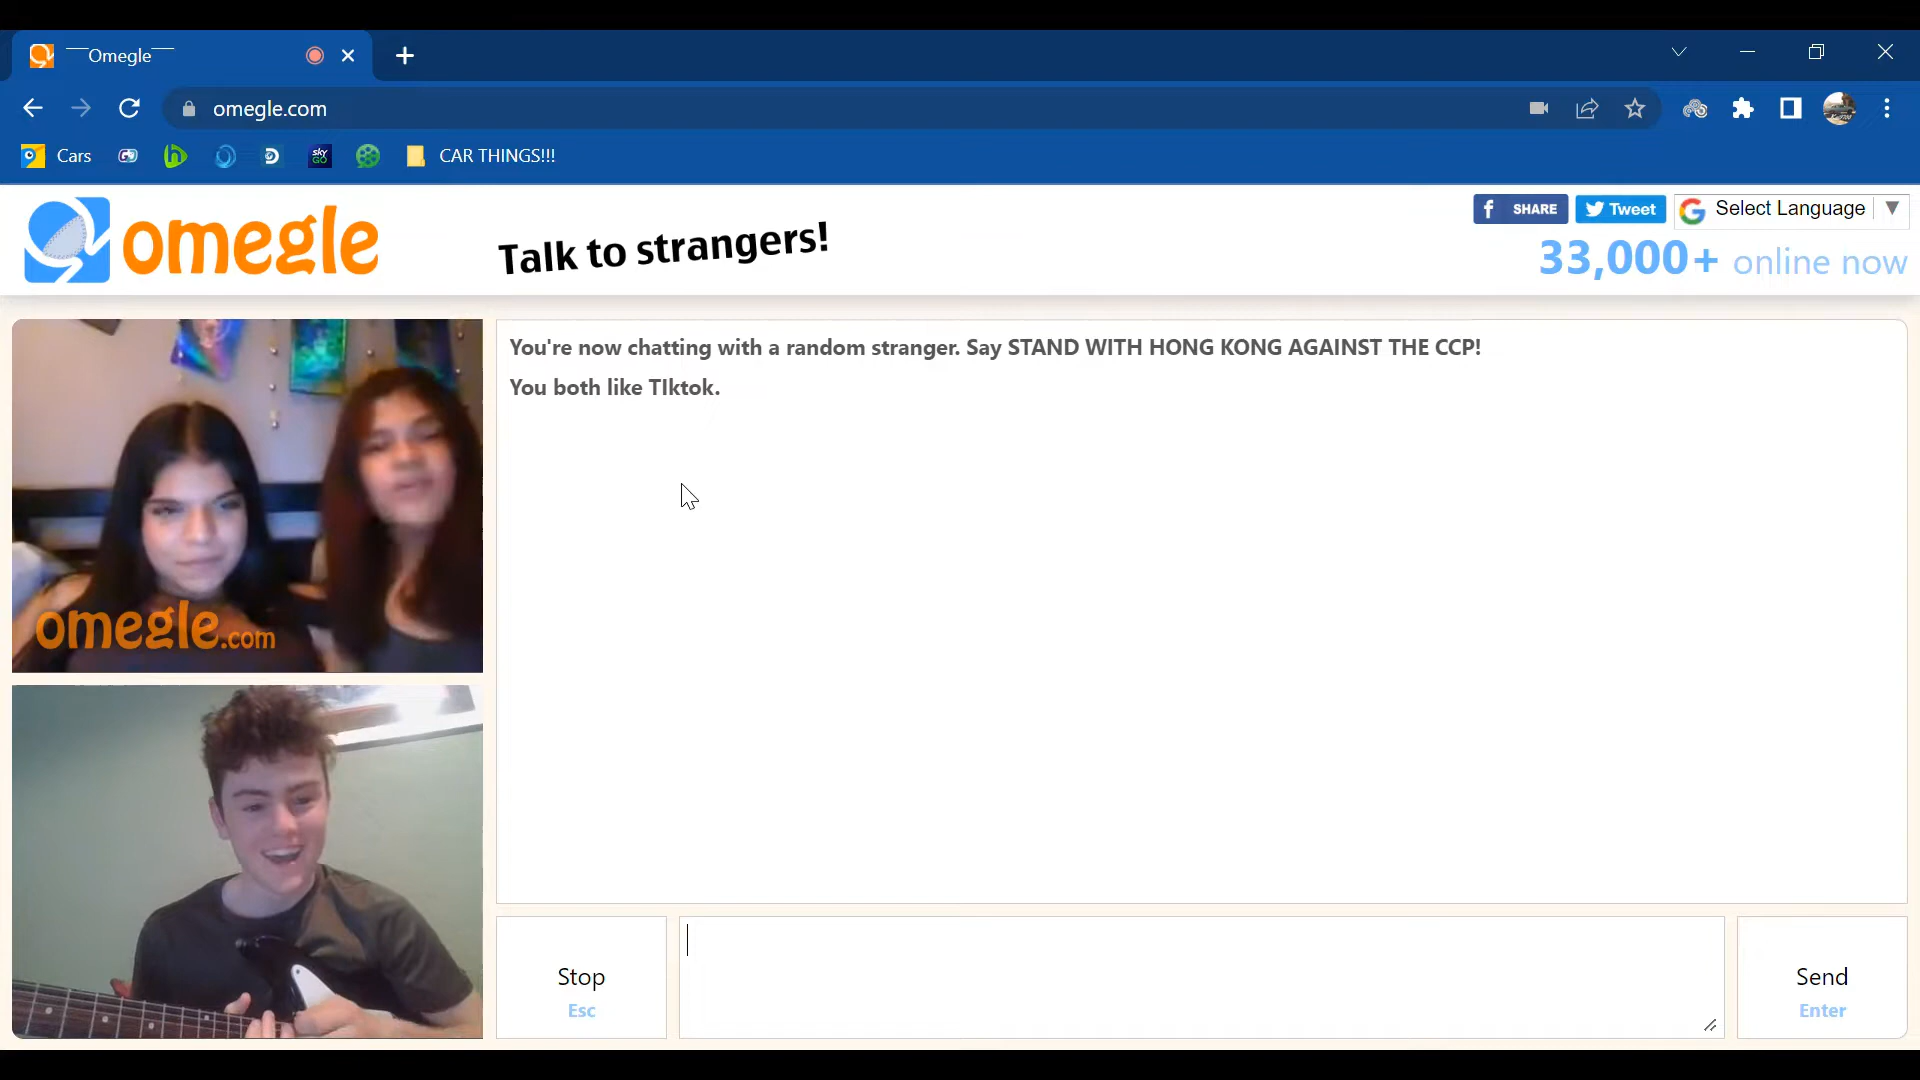 Omegle
omegle.com
Cars
sky GO
CAR THINGS!!!
omegle
Talk to strangers!
f SHARE
Tweet
G Select Language ▼
33,000+ online now
You're now chatting with a random stranger. Say STAND WITH HONG KONG AGAINST THE CCP!
You both like TIktok.
omegle.com
Stop
Esc
Send
Enter